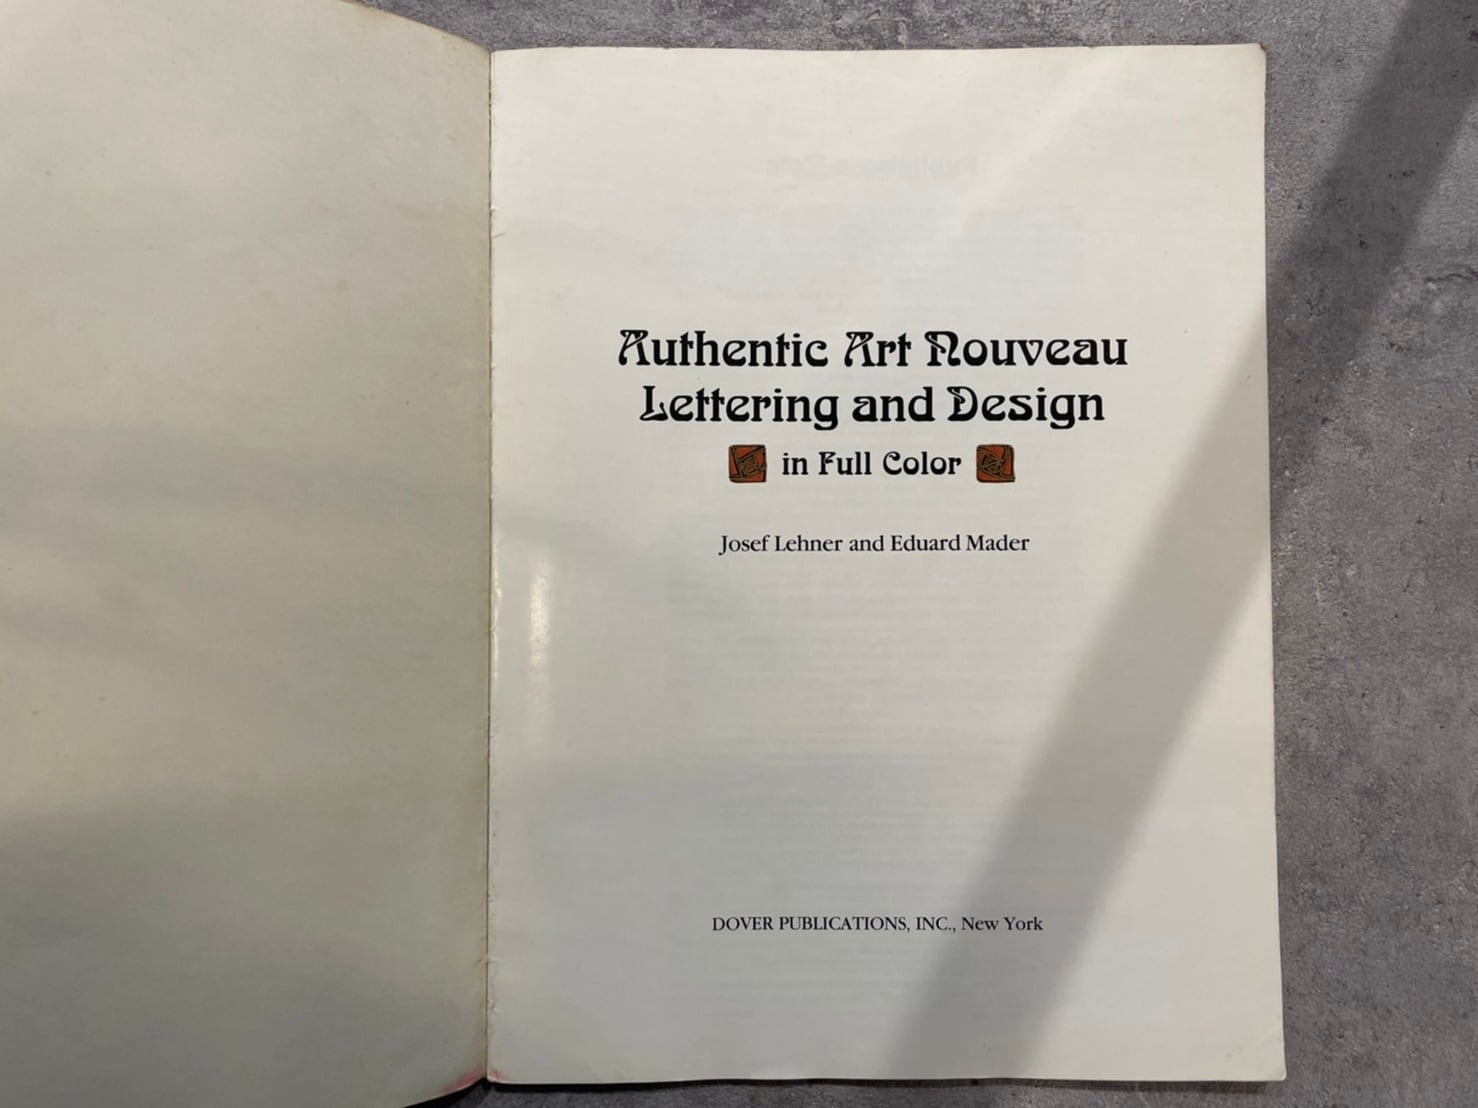 Authentic Art Nouveau
Lettering and Design
in Full Color
Josef Lehner and Eduard Mader
DOVER PUBLICATIONS, INC., New York